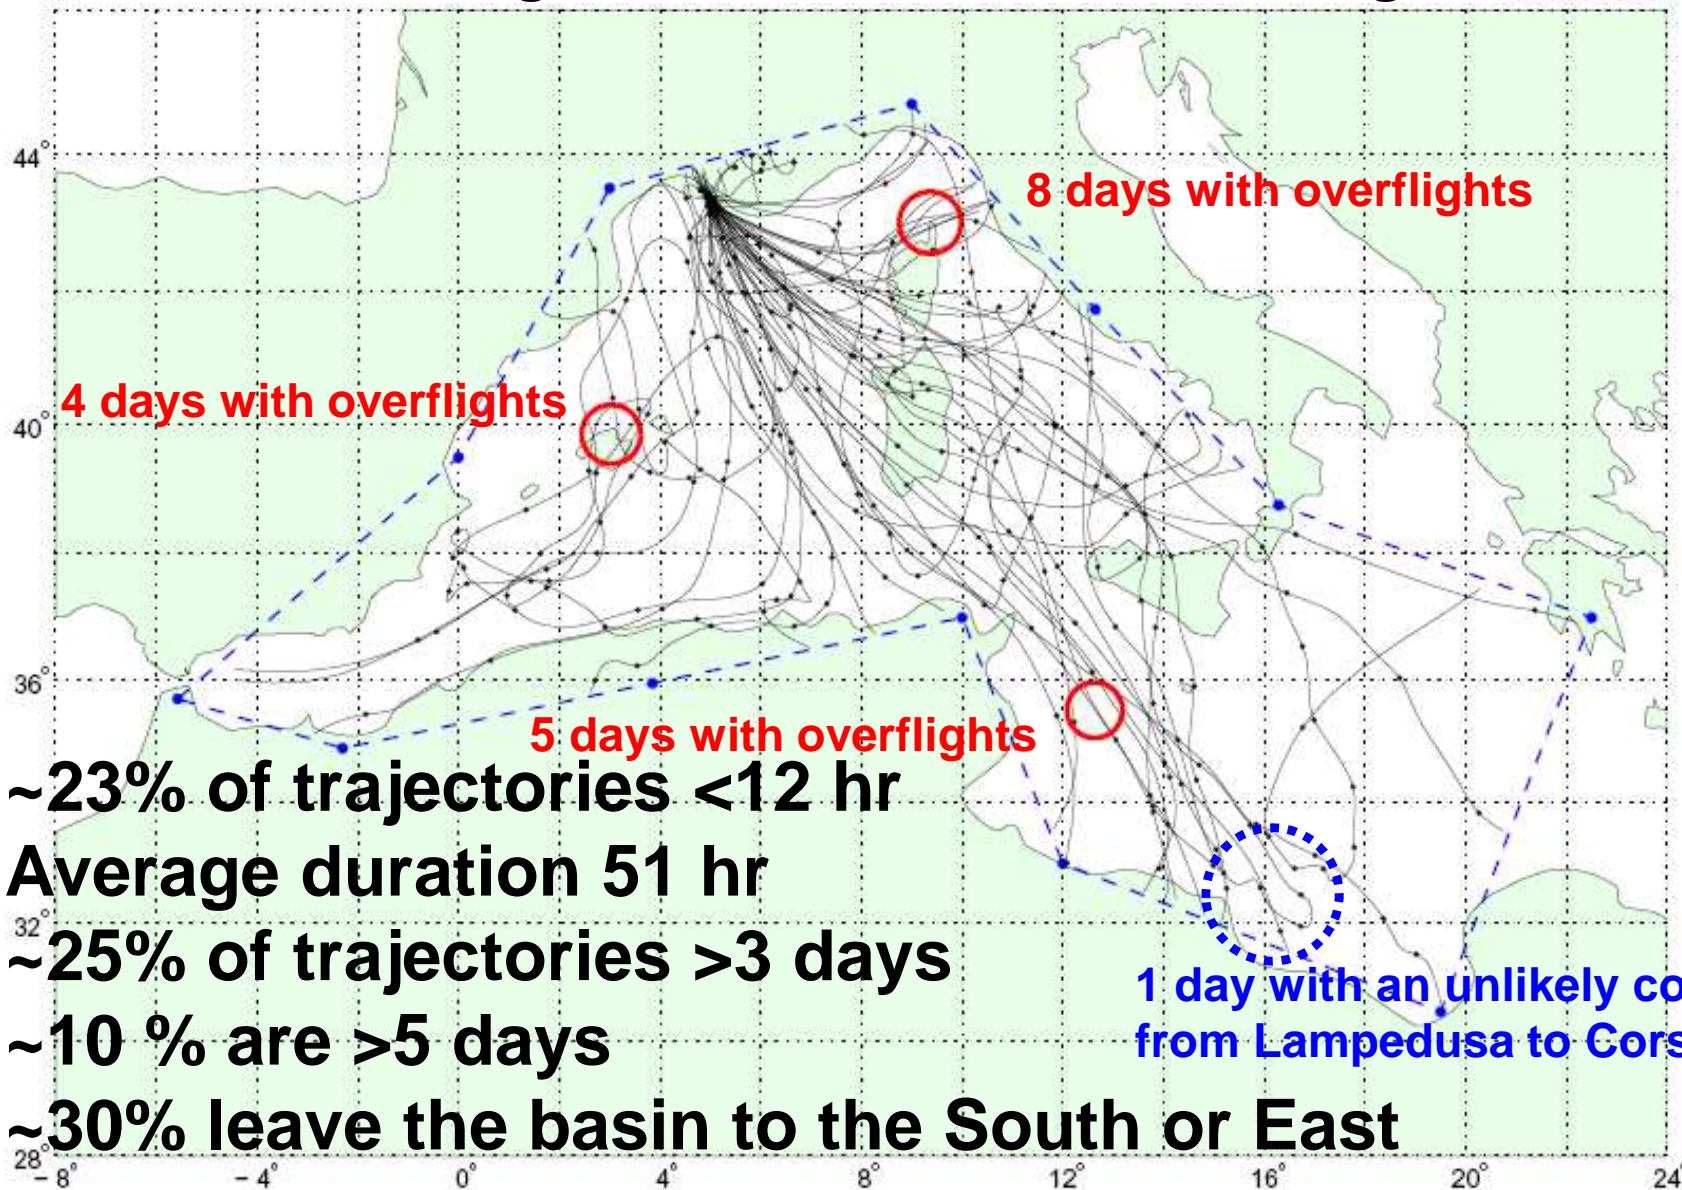 44°
8 days with overflights
4 days with overflights
40°
36°
5 days with overflights
~23% of trajectories <12 hr
Average duration 51 hr
32°
~25% of trajectories >3 days
1 day with an unlikely
from Lampedusa to
~10 % are >5 days
~30% leave the basin to the South or East
28°
-8° -4° 0° 4° 8° 12° 16° 20° 24